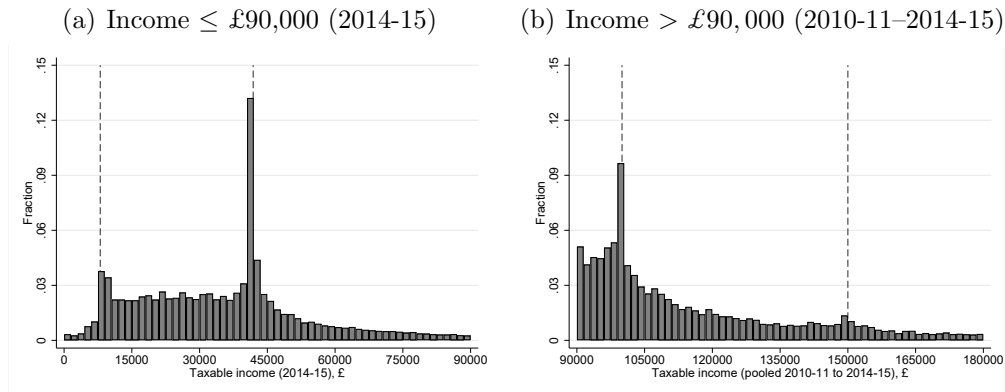 (a) Income ≤ £90,000 (2014-15)
.15
.12
.09
.06
.03
0
Fraction
0 15000 30000 45000 60000 75000 90000
Taxable income (2014-15), £
(b) Income > £90,000 (2010-11–2014-15)
.15
.12
.09
.06
.03
0
Fraction
90000 105000 120000 135000 150000 165000 180000
Taxable income (pooled 2010-11 to 2014-15), £